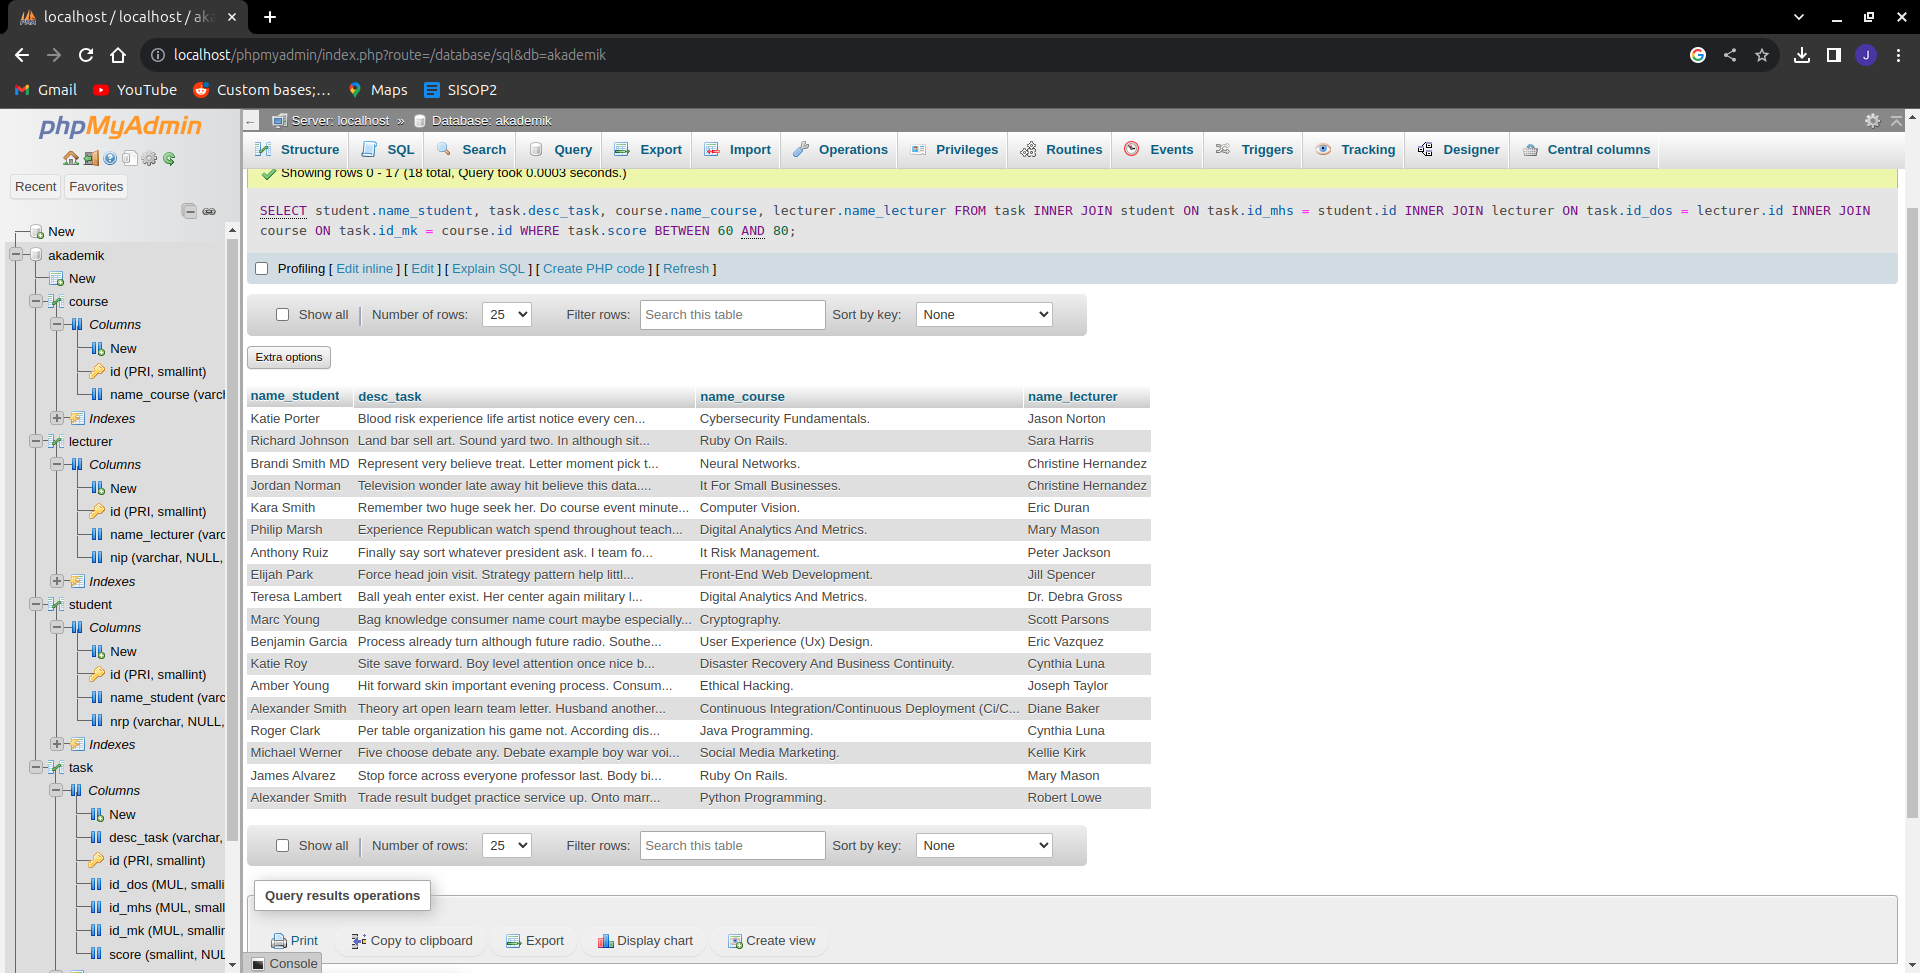 localhost / localhost / aka
localhost/phpmyadmin/index.php?route=/database/sql&db=akademik
J
Gmail
YouTube
Custom bases;...
Maps
SISOP2
phpMyAdmin
Recent
Favorites
New
akademik
New
course
Columns
New
id (PRI, smallint)
name_course (varch
Indexes
lecturer
Columns
New
id (PRI, smallint)
name_lecturer (varc
nip (varchar, NULL,
Indexes
student
Columns
New
id (PRI, smallint)
name_student (varc
nrp (varchar, NULL,
Indexes
task
Columns
New
desc_task (varchar,
id (PRI, smallint)
id_dos (MUL, smalli
id_mhs (MUL, small
id_mk (MUL, smallin
score (smallint, NUL
Server: localhost » Database: akademik
Structure SQL Search Query Export Import Operations Privileges Routines Events Triggers Tracking Designer Central columns
Showing rows 0 - 17 (18 total, Query took 0.0003 seconds.)
SELECT student.name_student, task.desc_task, course.name_course, lecturer.name_lecturer FROM task INNER JOIN student ON task.id_mhs = student.id INNER JOIN lecturer ON task.id_dos = lecturer.id INNER JOIN
course ON task.id_mk = course.id WHERE task.score BETWEEN 60 AND 80;
Profiling [ Edit inline ] [ Edit ] [ Explain SQL ] [ Create PHP code ] [ Refresh ]
Show all Number of rows: 25 Filter rows: Search this table Sort by key: None
Extra options
name_student desc_task name_course name_lecturer
Katie Porter Blood risk experience life artist notice every cen... Cybersecurity Fundamentals. Jason Norton
Richard Johnson Land bar sell art. Sound yard two. In although sit... Ruby On Rails. Sara Harris
Brandi Smith MD Represent very believe treat. Letter moment pick t... Neural Networks. Christine Hernandez
Jordan Norman Television wonder late away hit believe this data.... It For Small Businesses. Christine Hernandez
Kara Smith Remember two huge seek her. Do course event minute... Computer Vision. Eric Duran
Philip Marsh Experience Republican watch spend throughout teach... Digital Analytics And Metrics. Mary Mason
Anthony Ruiz Finally say sort whatever president ask. I team fo... It Risk Management. Peter Jackson
Elijah Park Force head join visit. Strategy pattern help littl... Front-End Web Development. Jill Spencer
Teresa Lambert Ball yeah enter exist. Her center again military l... Digital Analytics And Metrics. Dr. Debra Gross
Marc Young Bag knowledge consumer name court maybe especially... Cryptography. Scott Parsons
Benjamin Garcia Process already turn although future radio. Southe... User Experience (Ux) Design. Eric Vazquez
Katie Roy Site save forward. Boy level attention once nice b... Disaster Recovery And Business Continuity. Cynthia Luna
Amber Young Hit forward skin important evening process. Consum... Ethical Hacking. Joseph Taylor
Alexander Smith Theory art open learn team letter. Husband another... Continuous Integration/Continuous Deployment (Ci/C... Diane Baker
Roger Clark Per table organization his game not. According dis... Java Programming. Cynthia Luna
Michael Werner Five choose debate any. Debate example boy war voi... Social Media Marketing. Kellie Kirk
James Alvarez Stop force across everyone professor last. Body bi... Ruby On Rails. Mary Mason
Alexander Smith Trade result budget practice service up. Onto marr... Python Programming. Robert Lowe
Show all Number of rows: 25 Filter rows: Search this table Sort by key: None
Query results operations
Print Copy to clipboard Export Display chart Create view
Console